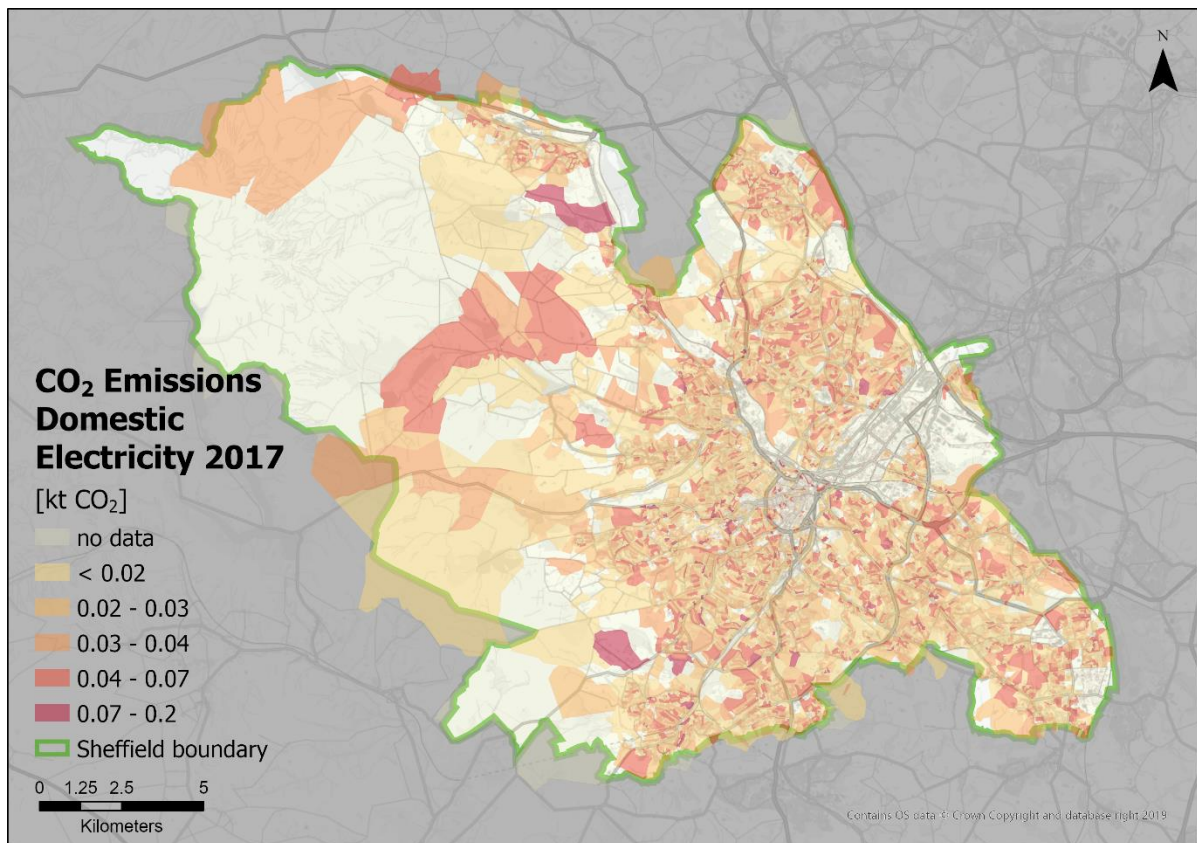 N
CO₂ Emissions
Domestic
Electricity 2017
[kt CO₂]
no data
< 0.02
0.02 - 0.03
0.03 - 0.04
0.04 - 0.07
0.07 - 0.2
Sheffield boundary
0 1.25 2.5 5
Kilometers
Contains OS data © Crown Copyright and database right 2019